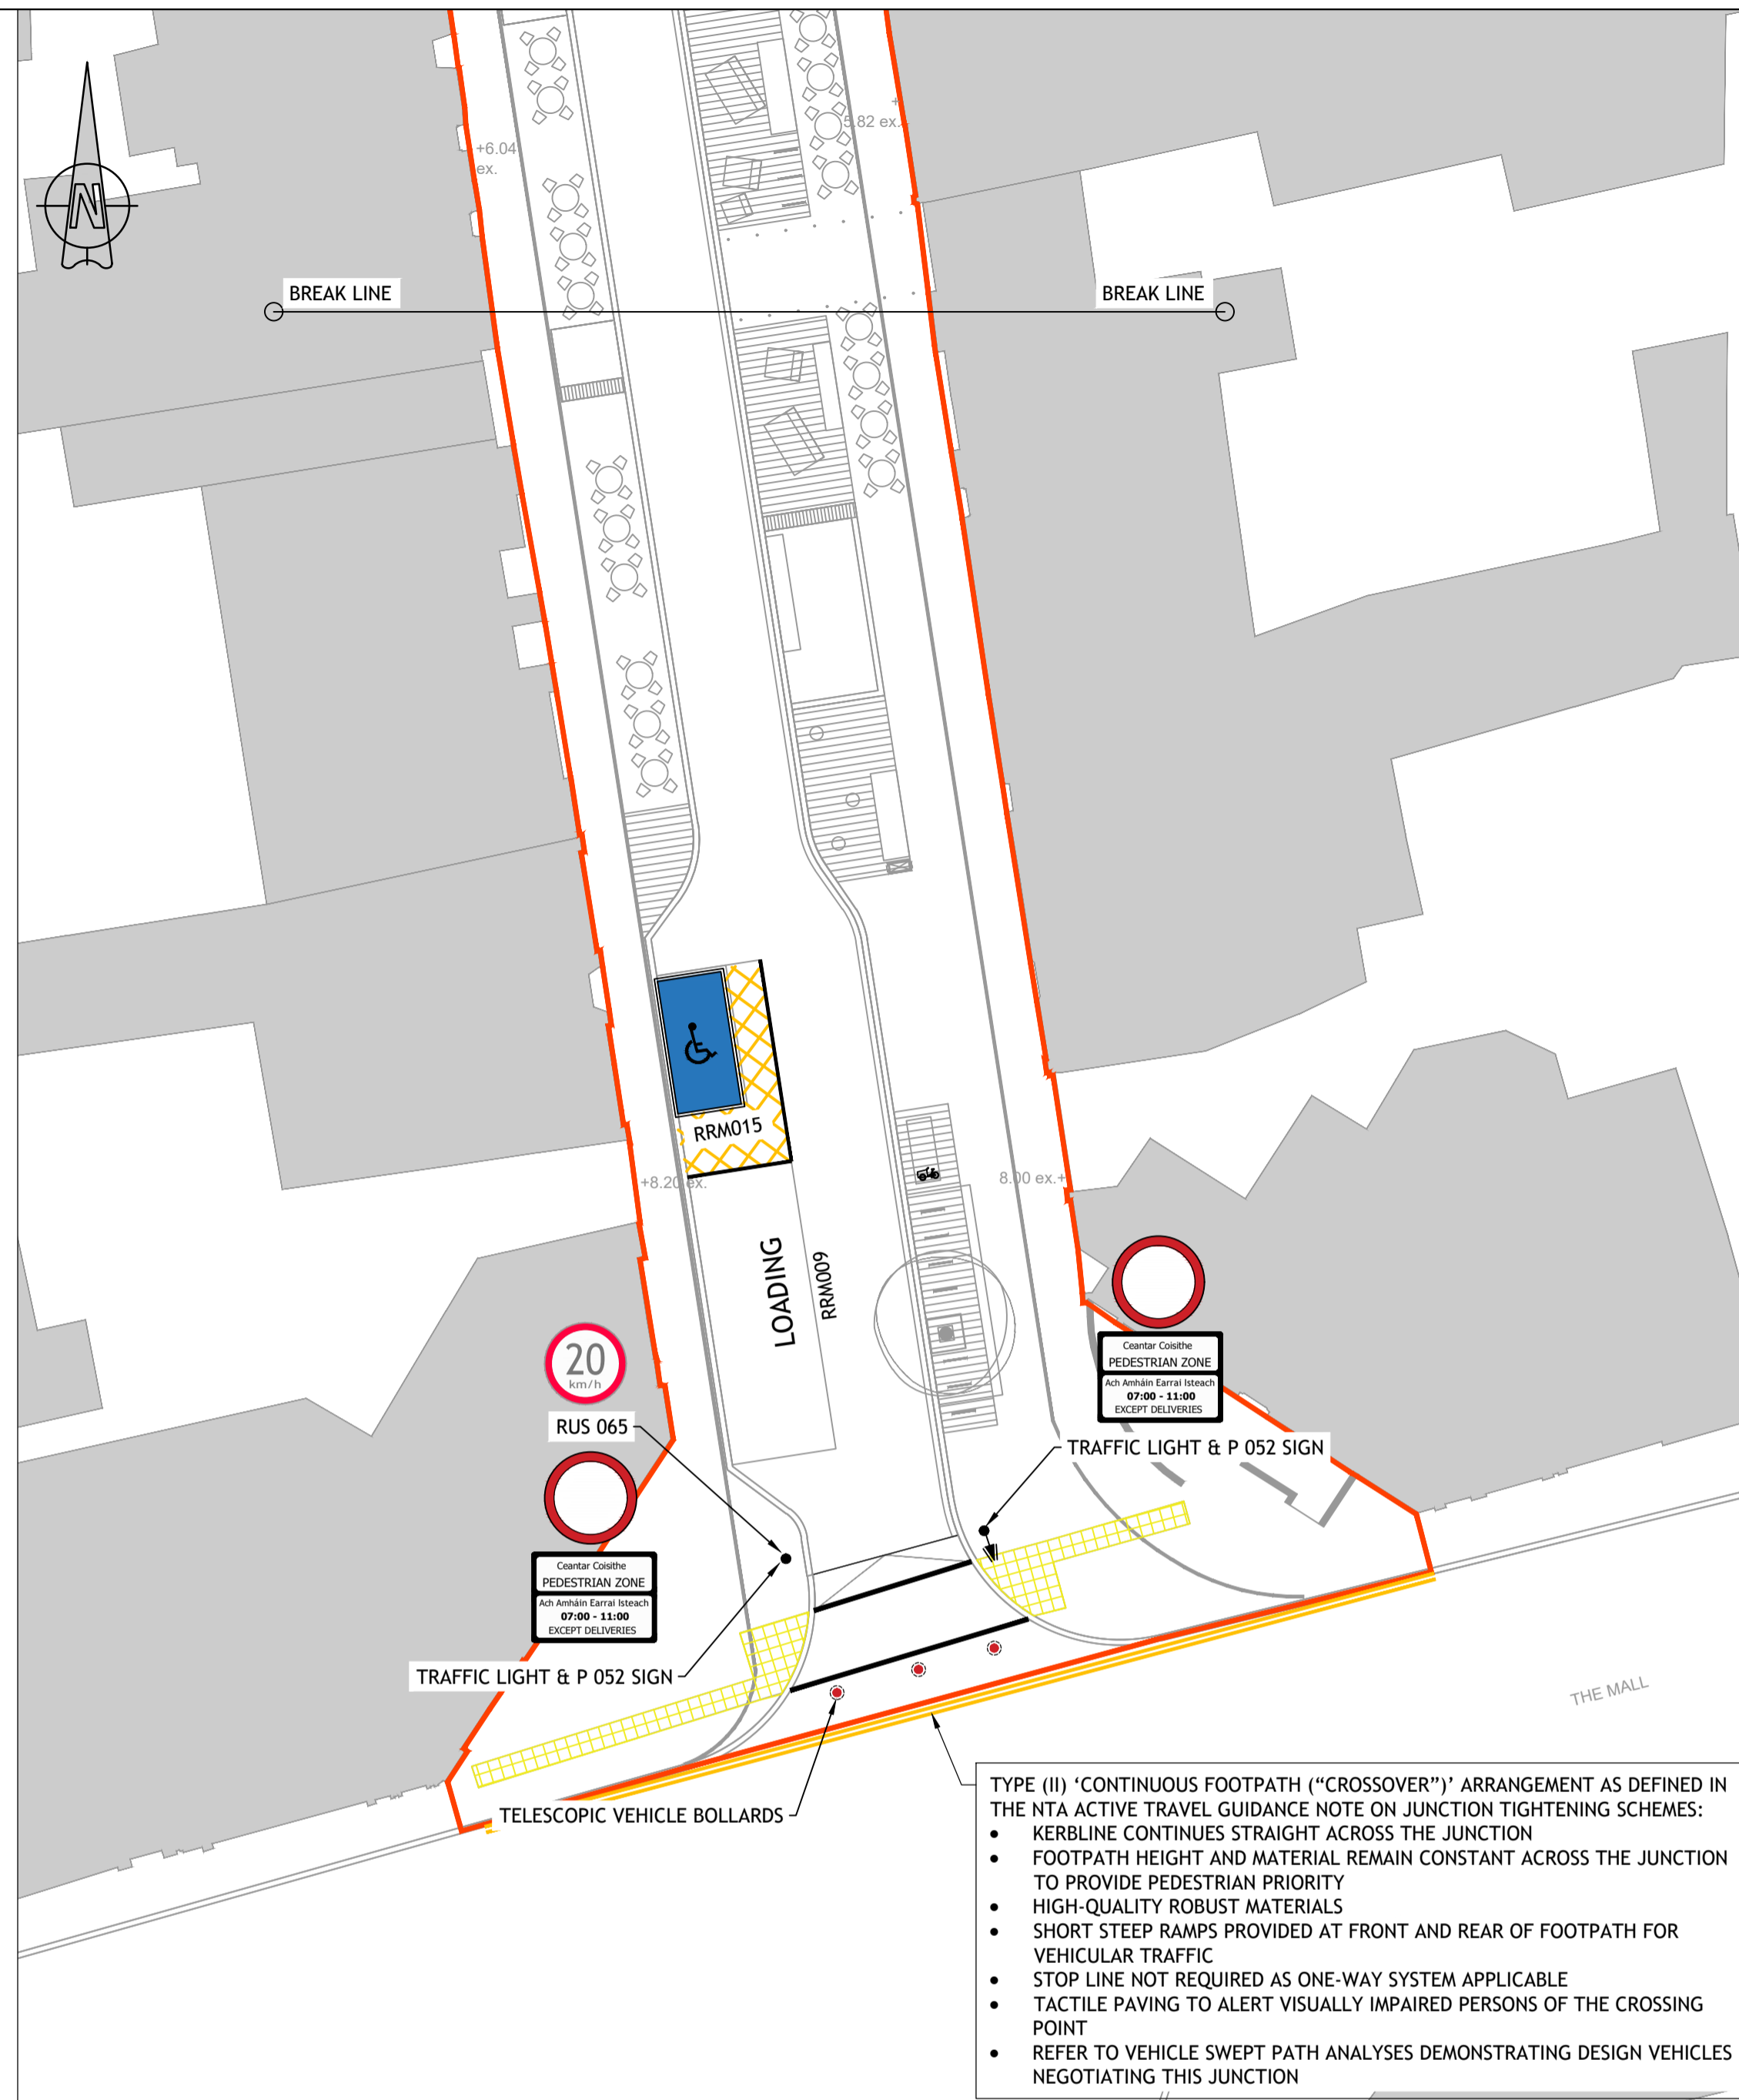 +6.04
ex.
5.82 ex.
+
N
BREAK LINE
BREAK LINE
RRM015
+8.20 ex.
8.00 ex.+
LOADING
RRM009
20
km/h
RUS 065
Ceantar Coisithe
PEDESTRIAN ZONE
Ach Amháin Earrai Isteach
07:00 - 11:00
EXCEPT DELIVERIES
TRAFFIC LIGHT & P 052 SIGN
Ceantar Coisithe
PEDESTRIAN ZONE
Ach Amháin Earrai Isteach
07:00 - 11:00
EXCEPT DELIVERIES
TRAFFIC LIGHT & P 052 SIGN
THE MALL
TELESCOPIC VEHICLE BOLLARDS
TYPE (II) ‘CONTINUOUS FOOTPATH (“CROSSOVER”)’ ARRANGEMENT AS DEFINED IN
THE NTA ACTIVE TRAVEL GUIDANCE NOTE ON JUNCTION TIGHTENING SCHEMES:
• KERBLINE CONTINUES STRAIGHT ACROSS THE JUNCTION
• FOOTPATH HEIGHT AND MATERIAL REMAIN CONSTANT ACROSS THE JUNCTION
TO PROVIDE PEDESTRIAN PRIORITY
• HIGH-QUALITY ROBUST MATERIALS
• SHORT STEEP RAMPS PROVIDED AT FRONT AND REAR OF FOOTPATH FOR
VEHICULAR TRAFFIC
• STOP LINE NOT REQUIRED AS ONE-WAY SYSTEM APPLICABLE
• TACTILE PAVING TO ALERT VISUALLY IMPAIRED PERSONS OF THE CROSSING
POINT
• REFER TO VEHICLE SWEPT PATH ANALYSES DEMONSTRATING DESIGN VEHICLES
NEGOTIATING THIS JUNCTION